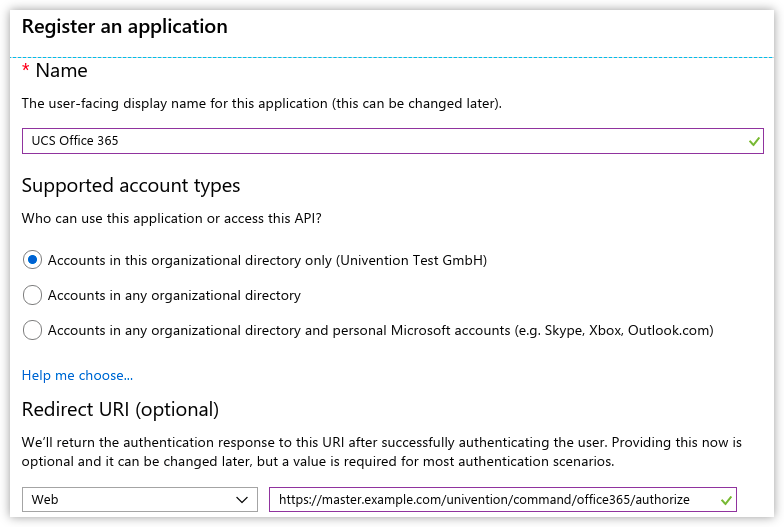 Register an application
* Name
The user-facing display name for this application (this can be changed later).
UCS Office 365
Supported account types
Who can use this application or access this API?
Accounts in this organizational directory only (Univention Test GmbH)
Accounts in any organizational directory
Accounts in any organizational directory and personal Microsoft accounts (e.g. Skype, Xbox, Outlook.com)
Help me choose...
Redirect URI (optional)
We'll return the authentication response to this URI after successfully authenticating the user. Providing this now is
optional and it can be changed later, but a value is required for most authentication scenarios.
Web https://master.example.com/univention/command/office365/authorize